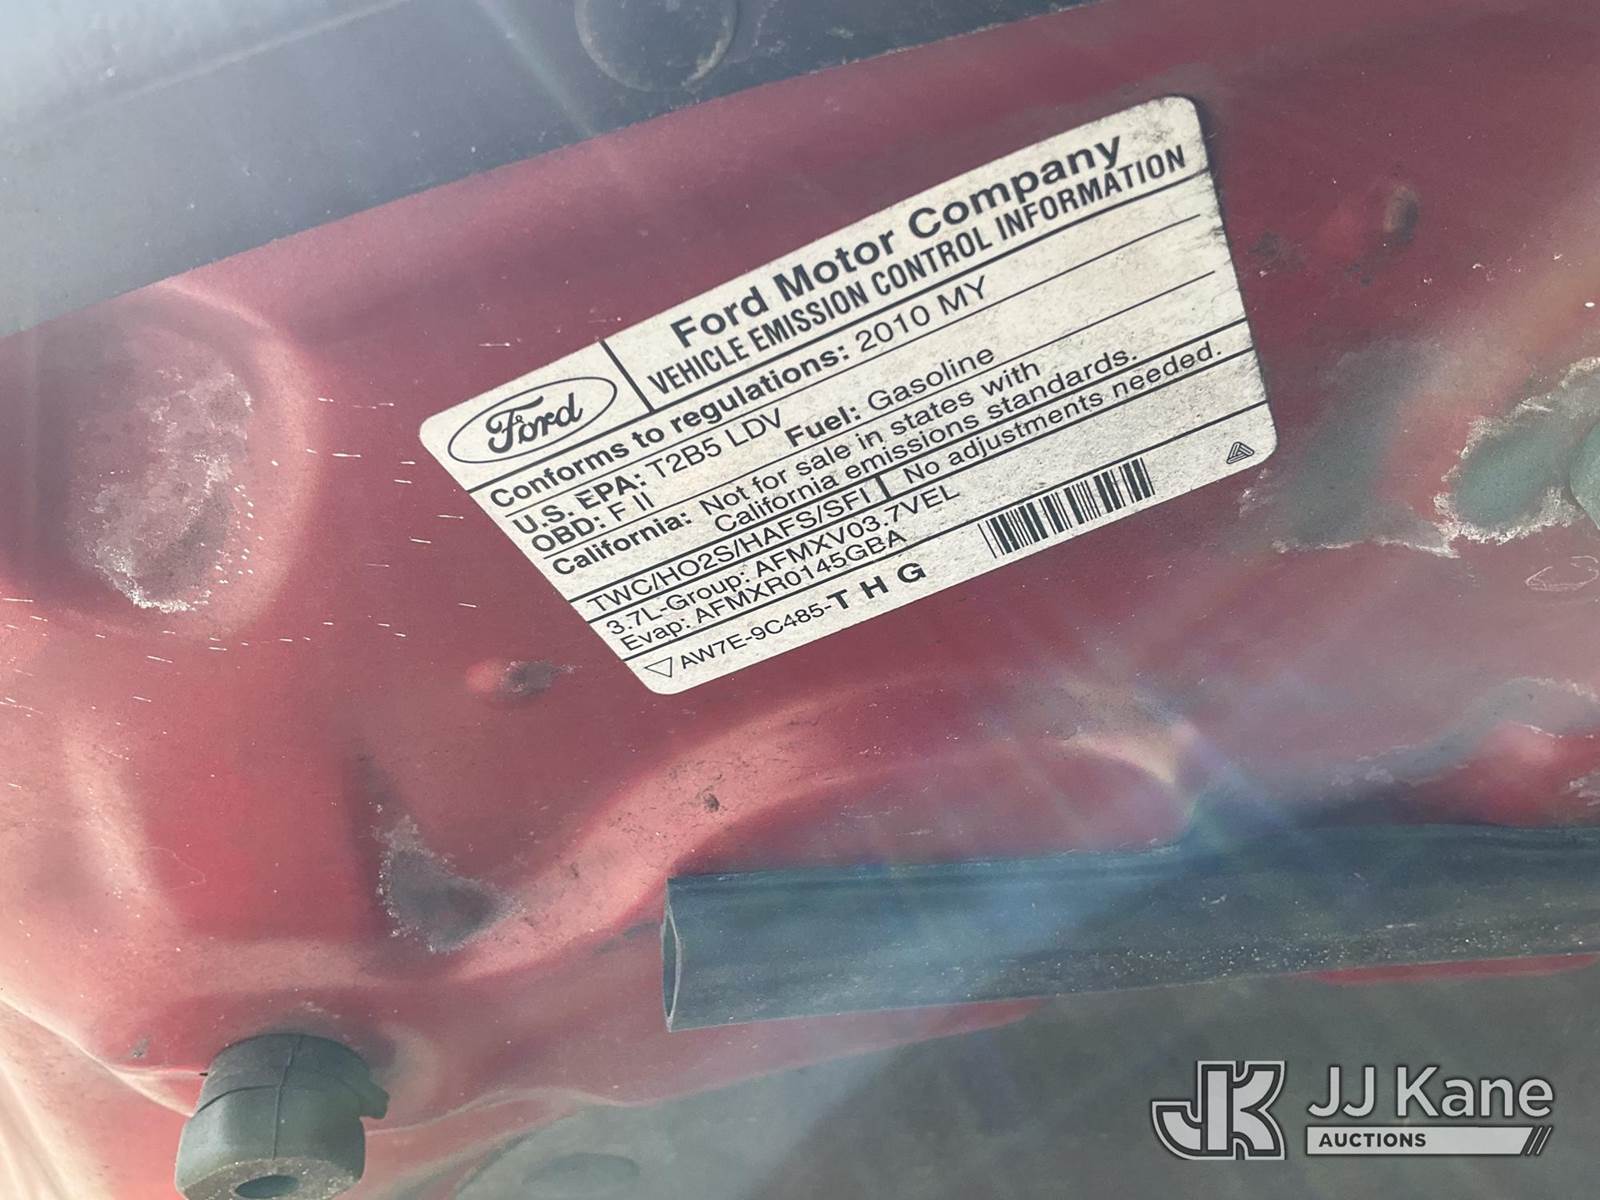 Ford
Ford Motor Company
VEHICLE EMISSION CONTROL INFORMATION
Conforms to regulations: 2010 MY
U.S. EPA: T2B5 LDV
OBD: F II Fuel: Gasoline
California: Not for sale in states with
California emissions standards.
TWC/HO2S/HAFS/SFI No adjustments needed.
3.7L-Group: AFMXV03.7VEL
Evap: AFMXR0145GBA
AW7E-9C485-T H G
JK JJ Kane
AUCTIONS